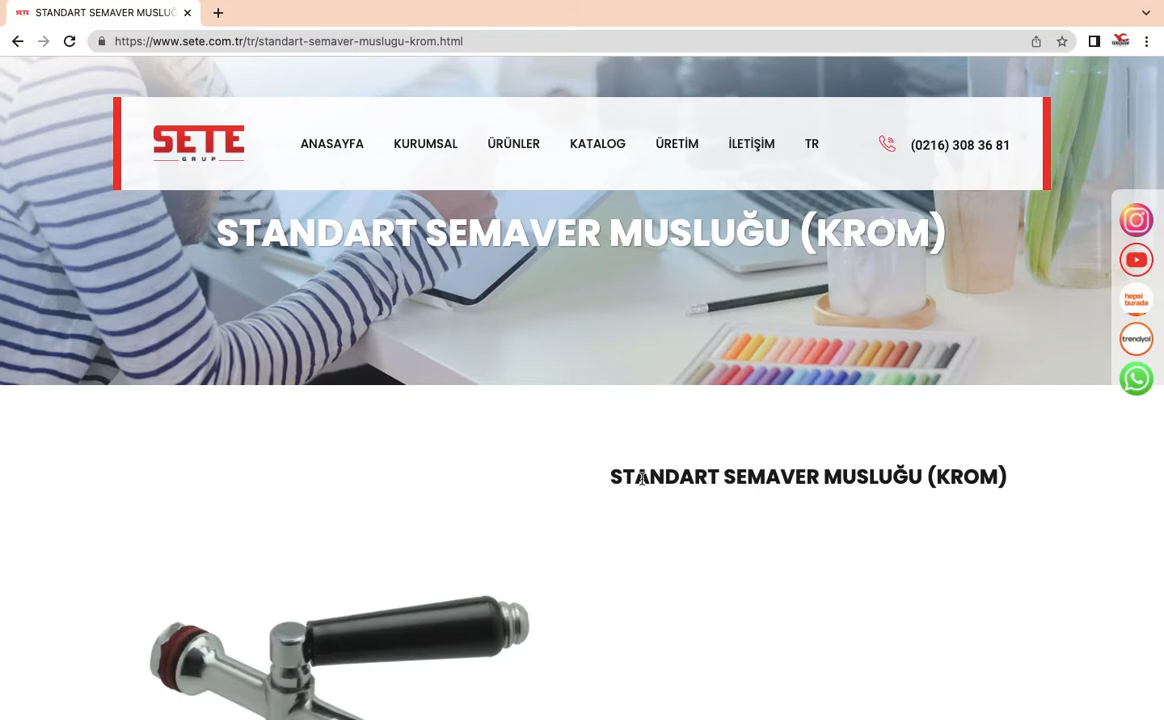 STANDART SEMAVER MUSLUĞ
https://www.sete.com.tr/tr/standart-semaver-muslugu-krom.html
SETE
GRUP
ANASAYFA KURUMSAL ÜRÜNLER KATALOG ÜRETİM İLETİŞİM TR
(0216) 308 36 81
STANDART SEMAVER MUSLUĞU (KROM)
hepsi
burada
trendyol
STANDART SEMAVER MUSLUĞU (KROM)